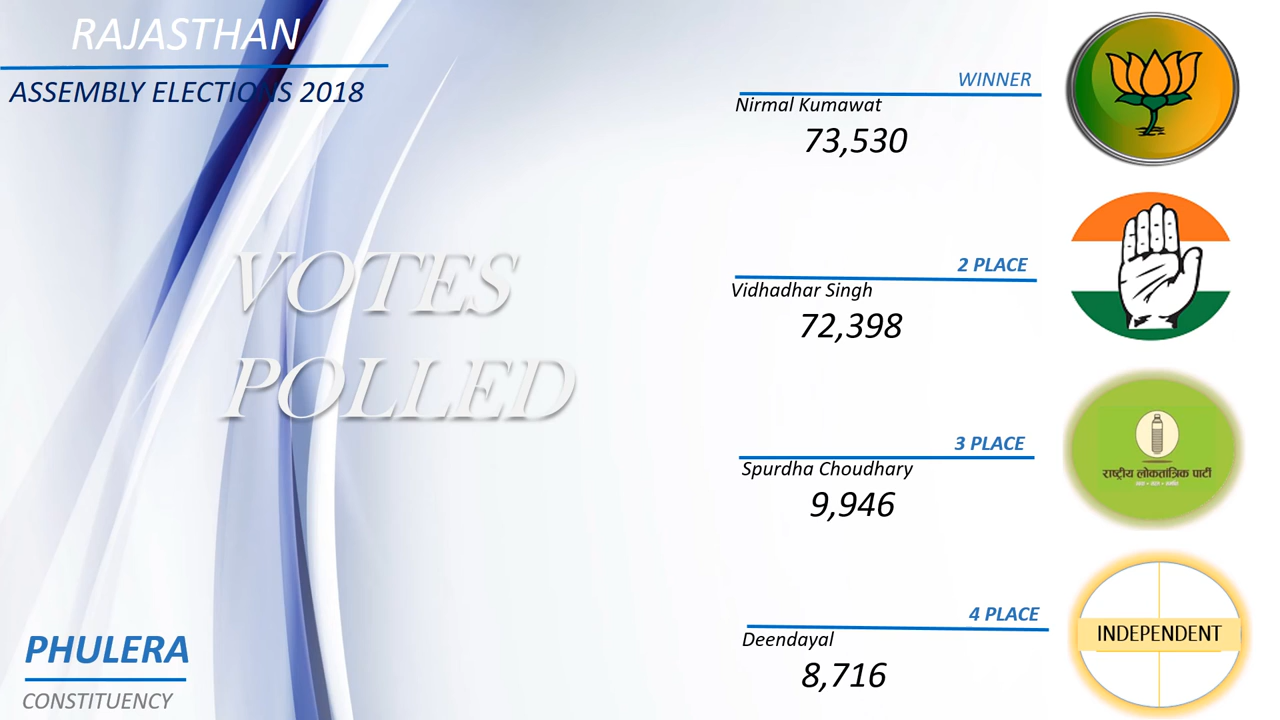 RAJASTHAN
ASSEMBLY ELECTIONS 2018
VOTES
POLLED
PHULERA
CONSTITUENCY
WINNER
Nirmal Kumawat
73,530
2 PLACE
Vidhadhar Singh
72,398
3 PLACE
Spurdha Choudhary
9,946
राष्ट्रीय लोकतांत्रिक पार्टी
4 PLACE
Deendayal
8,716
INDEPENDENT